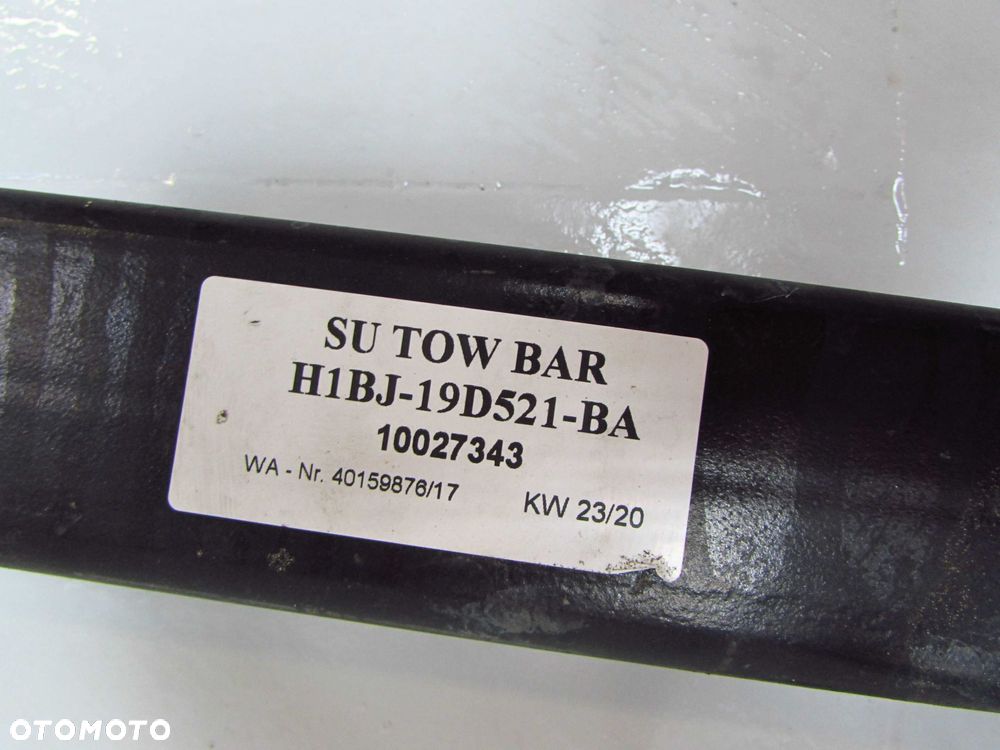 SU TOW BAR
H1BJ-19D521-BA
10027343
WA - Nr. 40159876/17 KW 23/20
OTOMOTO